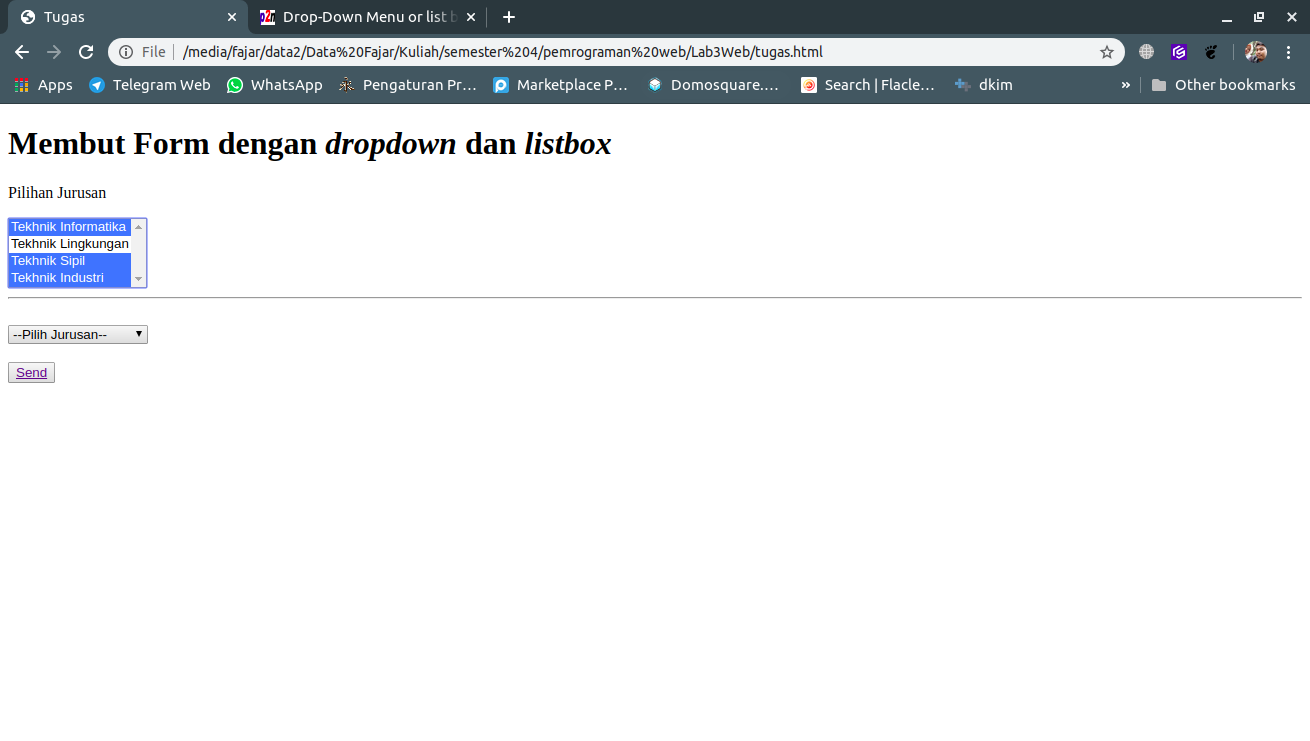 Tugas
Drop-Down Menu or list b
File
/media/fajar/data2/Data%20Fajar/Kuliah/semester%204/pemrograman%20web/Lab3Web/tugas.html
Apps Telegram Web WhatsApp Pengaturan Pr… Marketplace P… Domosquare.… Search | Flacle… dkim » Other bookmarks
Membut Form dengan dropdown dan listbox
Pilihan Jurusan
Tekhnik Informatika
Tekhnik Lingkungan
Tekhnik Sipil
Tekhnik Industri
--Pilih Jurusan--
Send